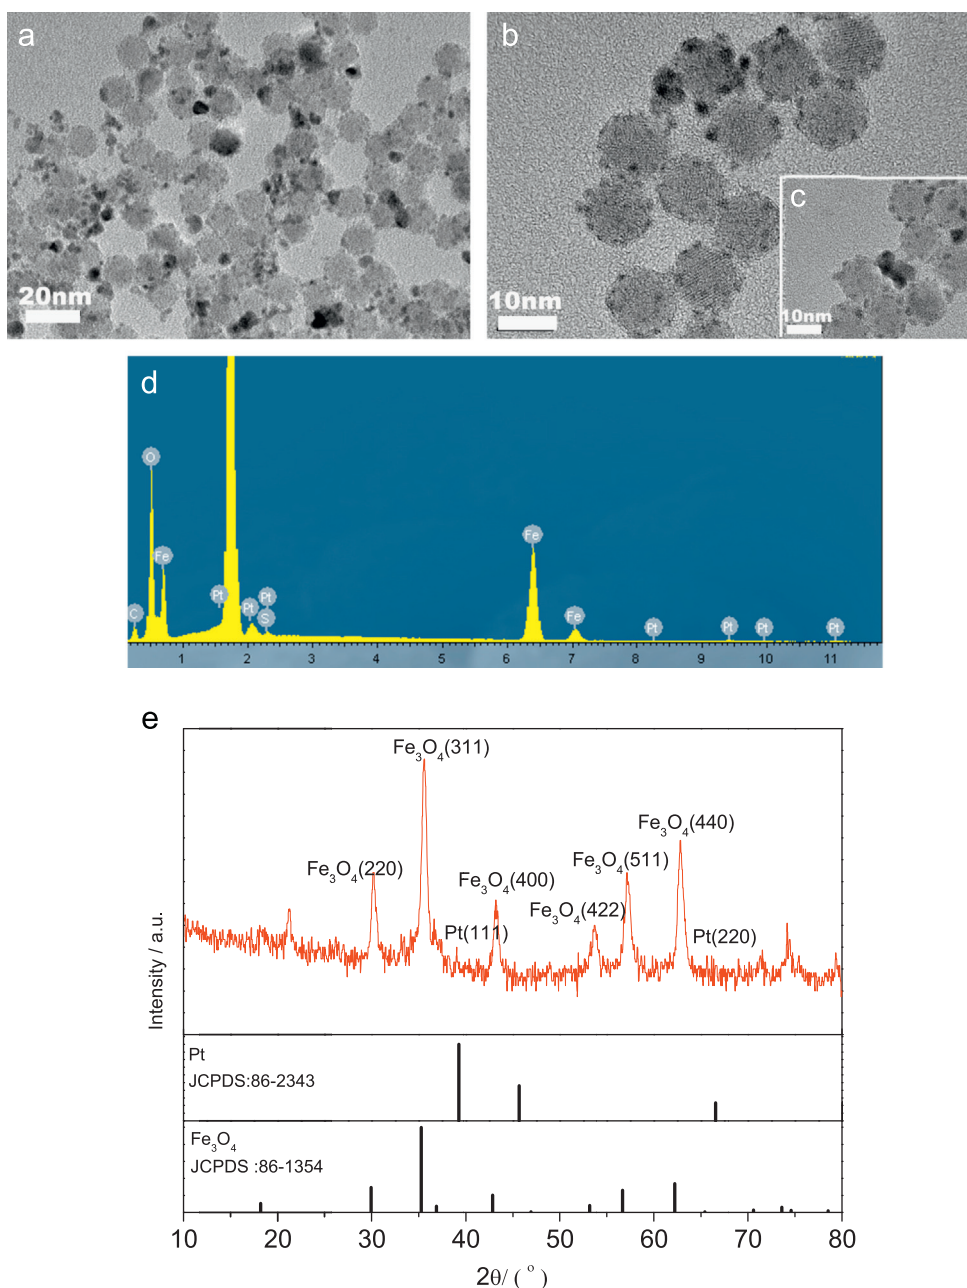 a
20nm
b
10nm
c
10nm
d
O
Fe
C
Pt
Pt
Pt
S
Fe
Fe
Pt
Pt
Pt
Pt
1 2 3 4 5 6 7 8 9 10 11
e
Fe₃O₄(311)
Fe₃O₄(440)
Fe₃O₄(220)
Fe₃O₄(511)
Fe₃O₄(400)
Fe₃O₄(422)
Pt(111)
Pt(220)
Intensity / a.u.
Pt
JCPDS:86-2343
Fe₃O₄
JCPDS :86-1354
10 20 30 40 50 60 70 80
2θ/ ( ° )